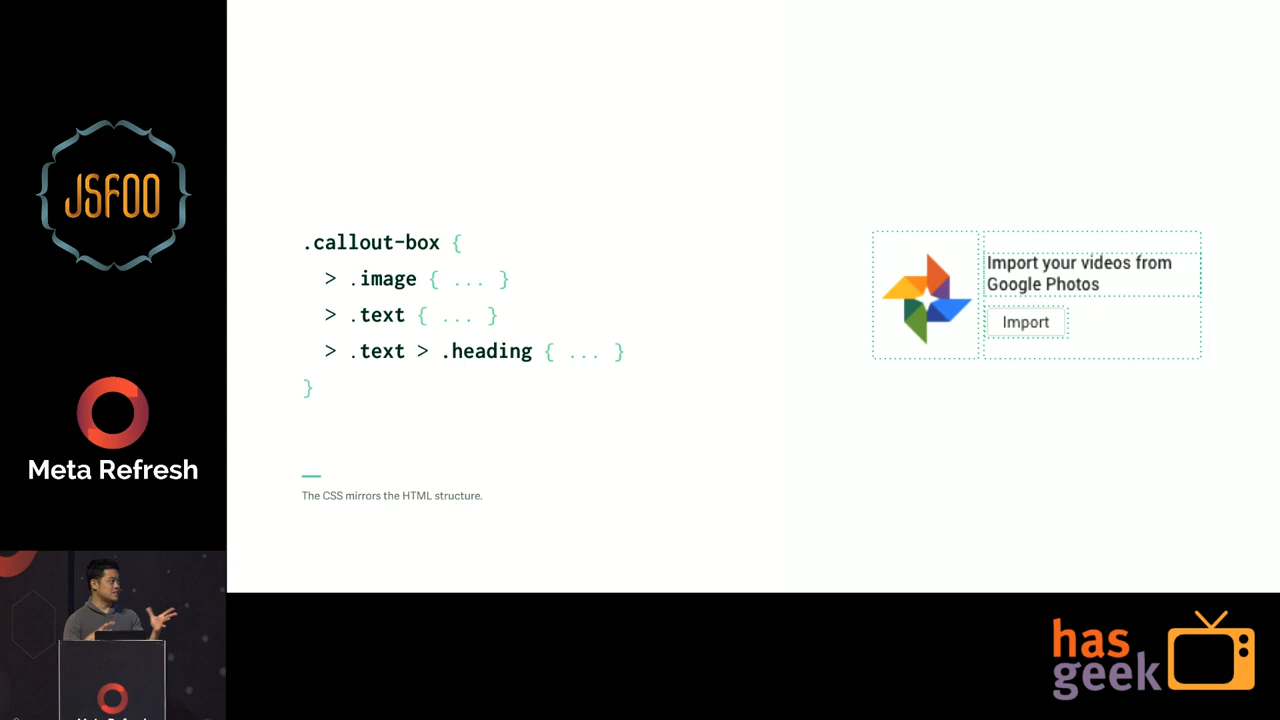 JSFOO
Meta Refresh
.callout-box {
> .image { ... }
> .text { ... }
> .text > .heading { ... }
}
The CSS mirrors the HTML structure.
Import your videos from
Google Photos
Import
has
geek